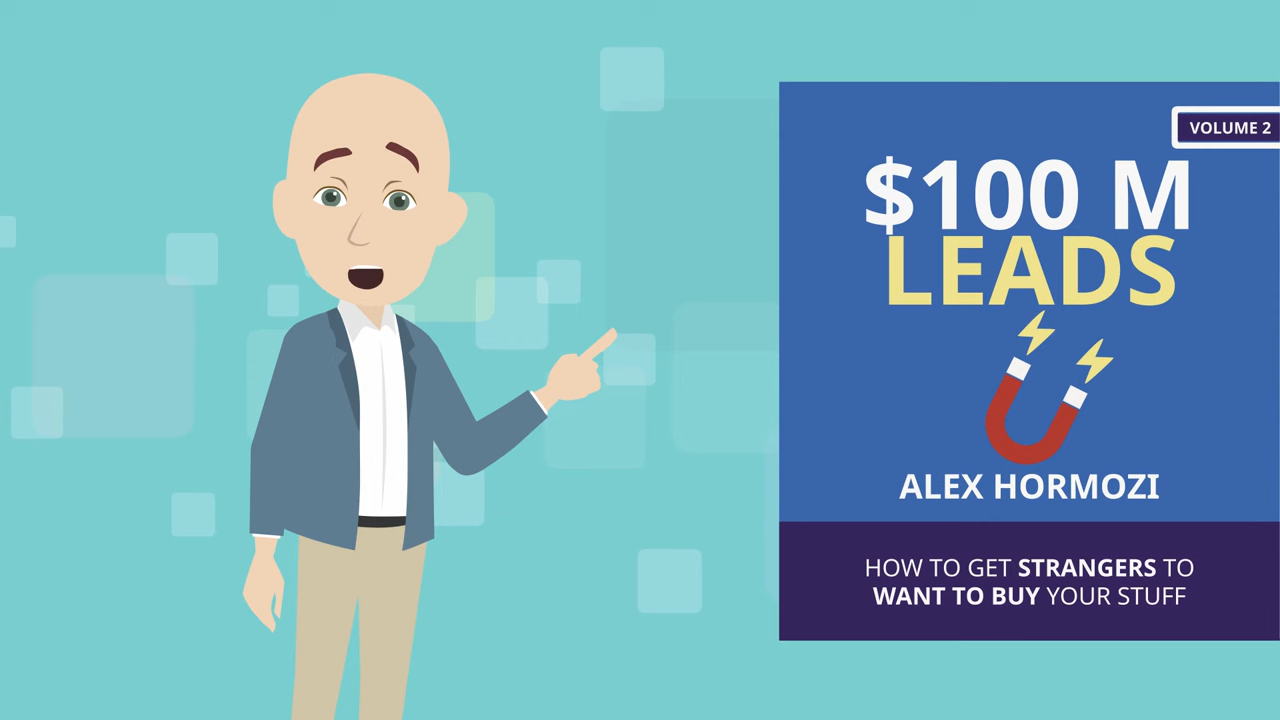 VOLUME 2
$100 M
LEADS
ALEX HORMOZI
HOW TO GET STRANGERS TO
WANT TO BUY YOUR STUFF